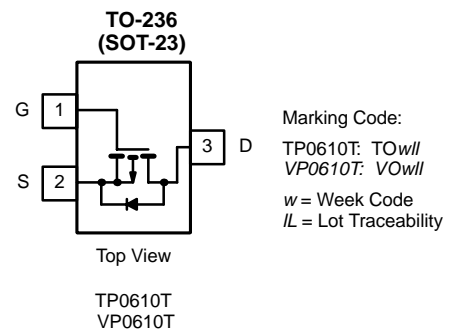 TO-236
(SOT-23)
G 1
3 D
S 2
Top View
TP0610T
VP0610T
Marking Code:
TP0610T: TOwll
VP0610T: VOwll
w = Week Code
lL = Lot Traceability